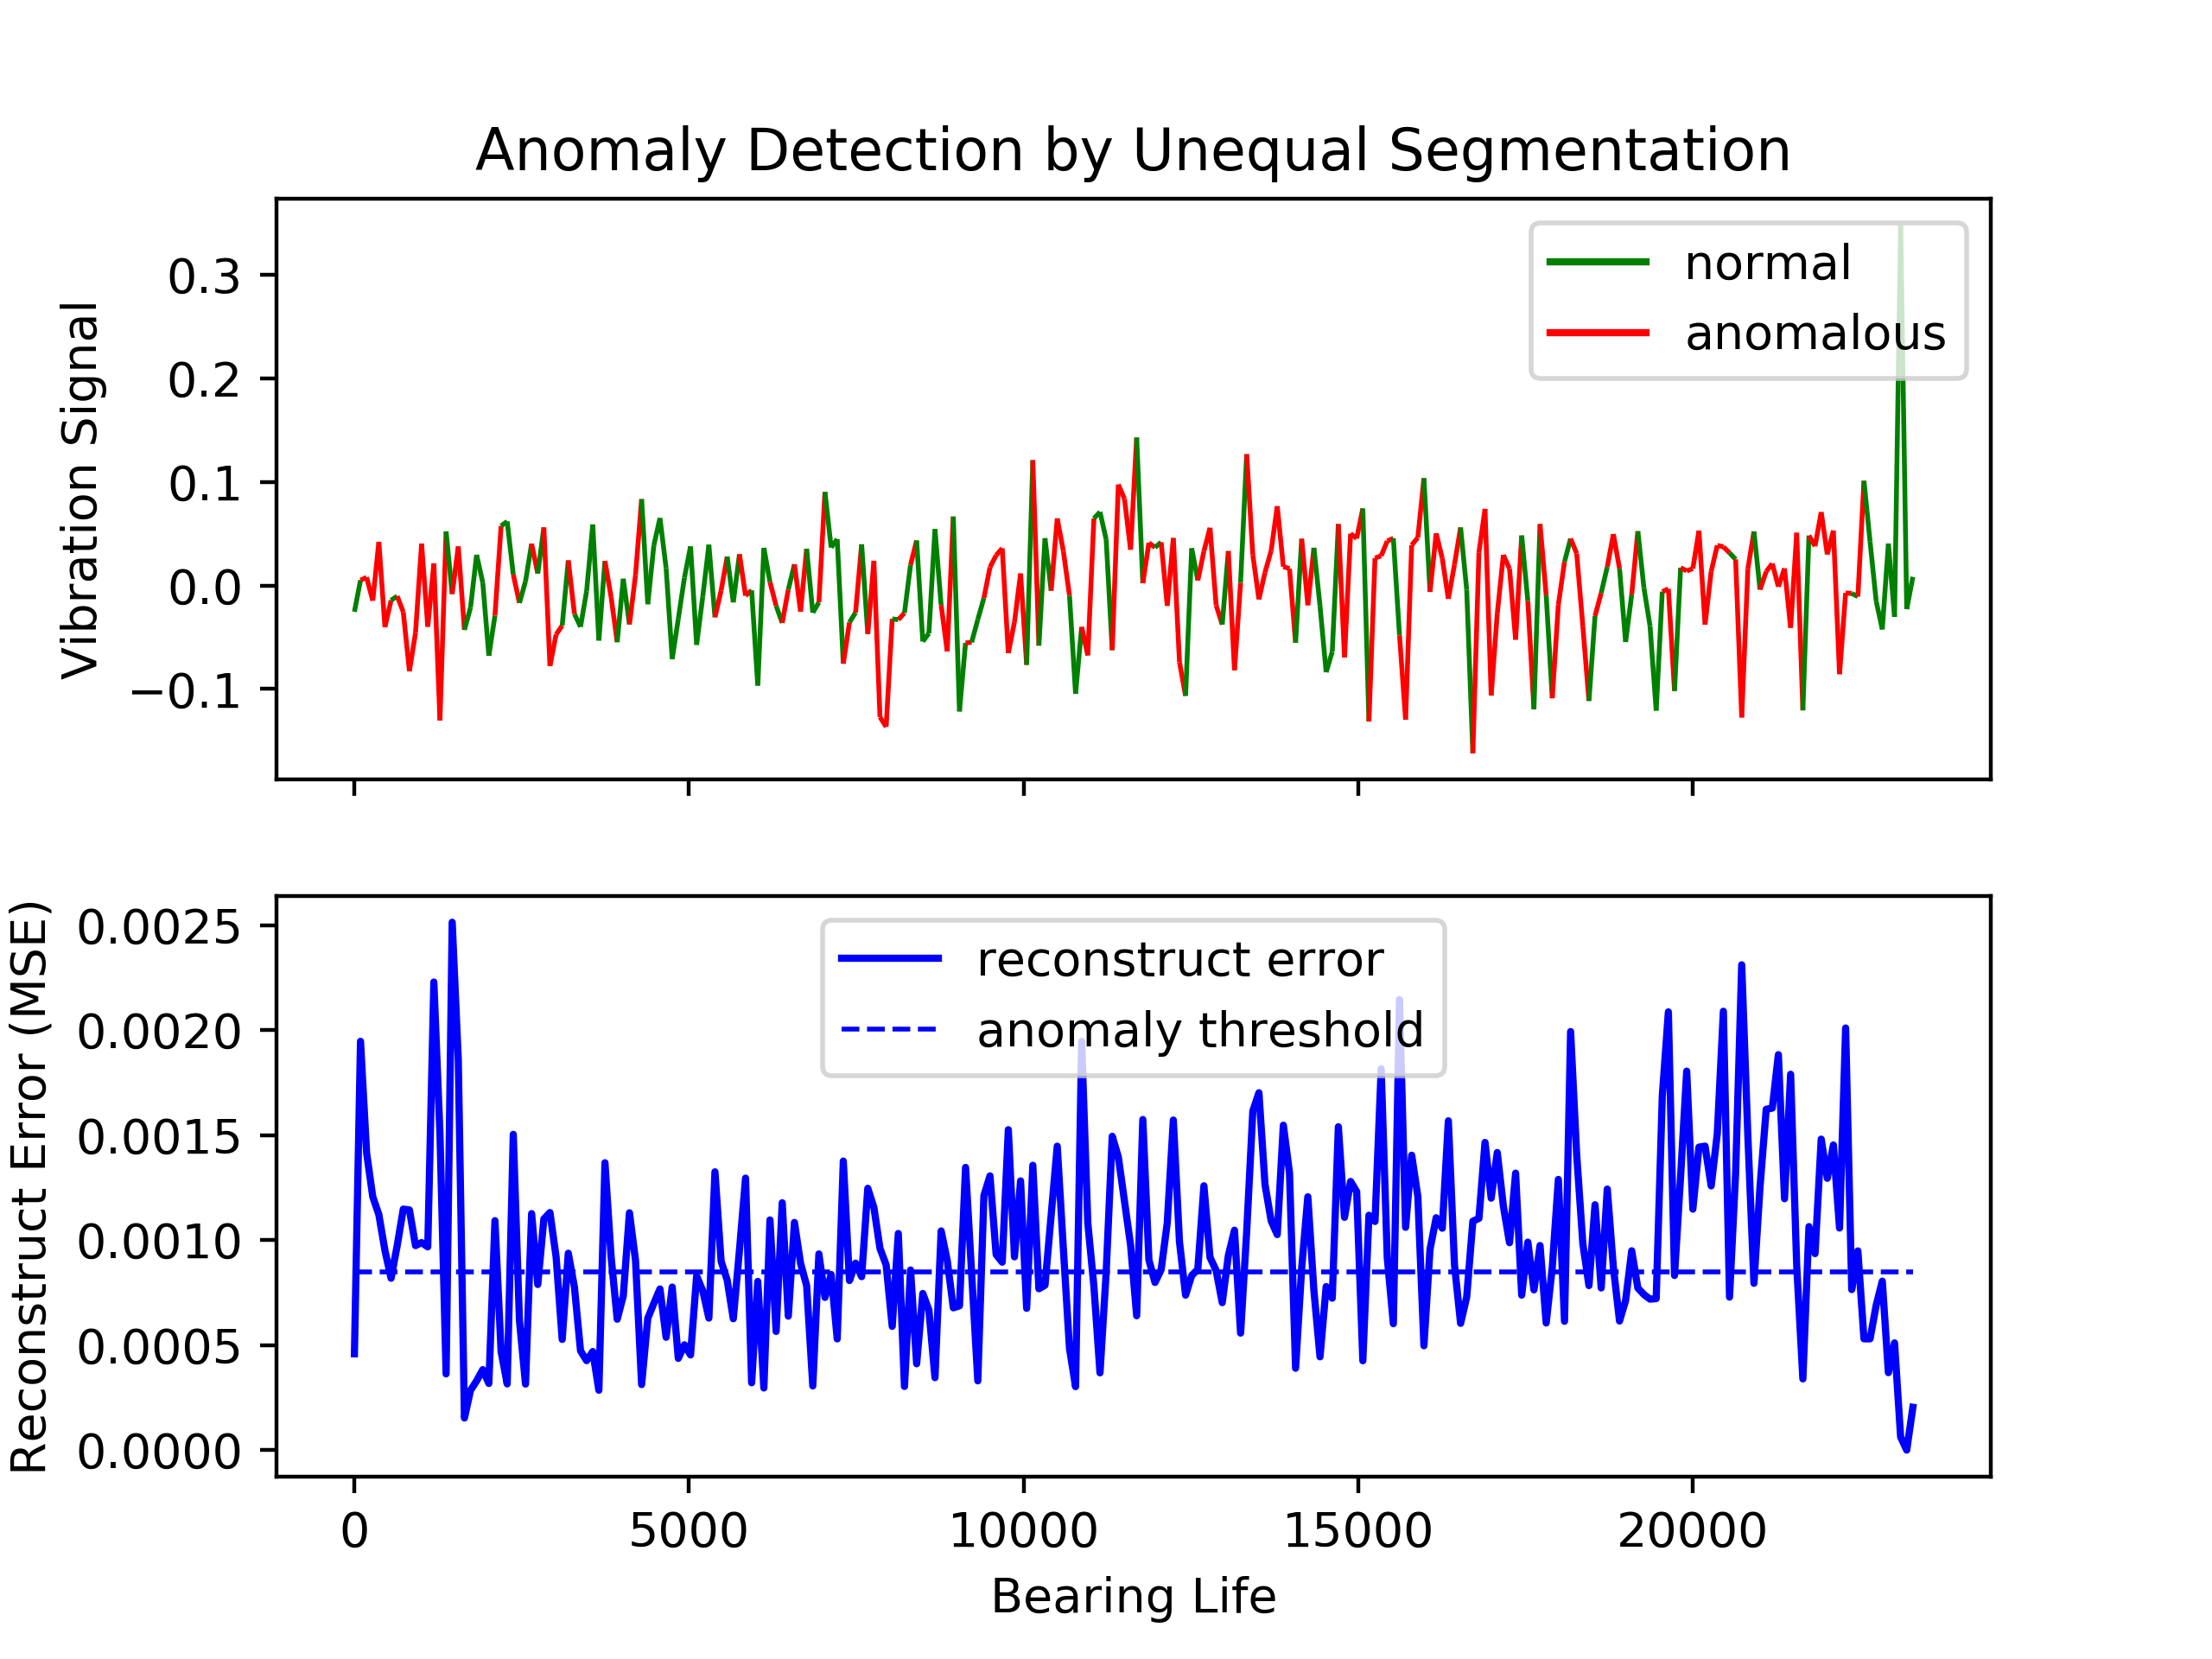 Anomaly Detection by Unequal Segmentation
Vibration Signal
0.3
0.2
0.1
0.0
−0.1
normal
anomalous
Reconstruct Error (MSE)
0.0025
0.0020
0.0015
0.0010
0.0005
0.0000
reconstruct error
anomaly threshold
0 5000 10000 15000 20000
Bearing Life